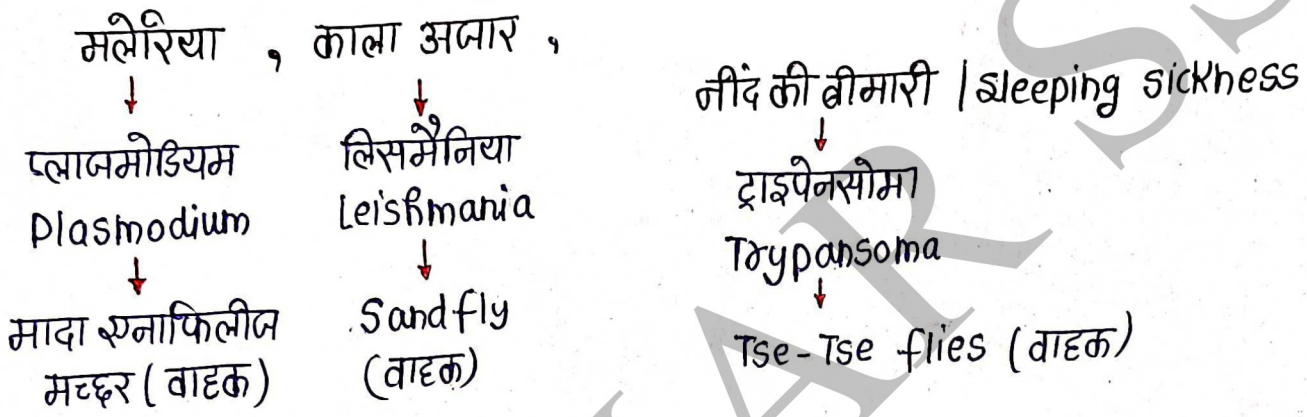 मलेरिया , काला अजार ,
नींद की बीमारी | sleeping sickness
प्लाजमोडियम
Plasmodium
लिसमैनिया
Leishmania
ट्राइपेनसोमा
Trypansoma
मादा एनाफिलीज
मच्छर ( वाहक )
Sandfly
(वाहक)
Tse-Tse flies (वाहक)